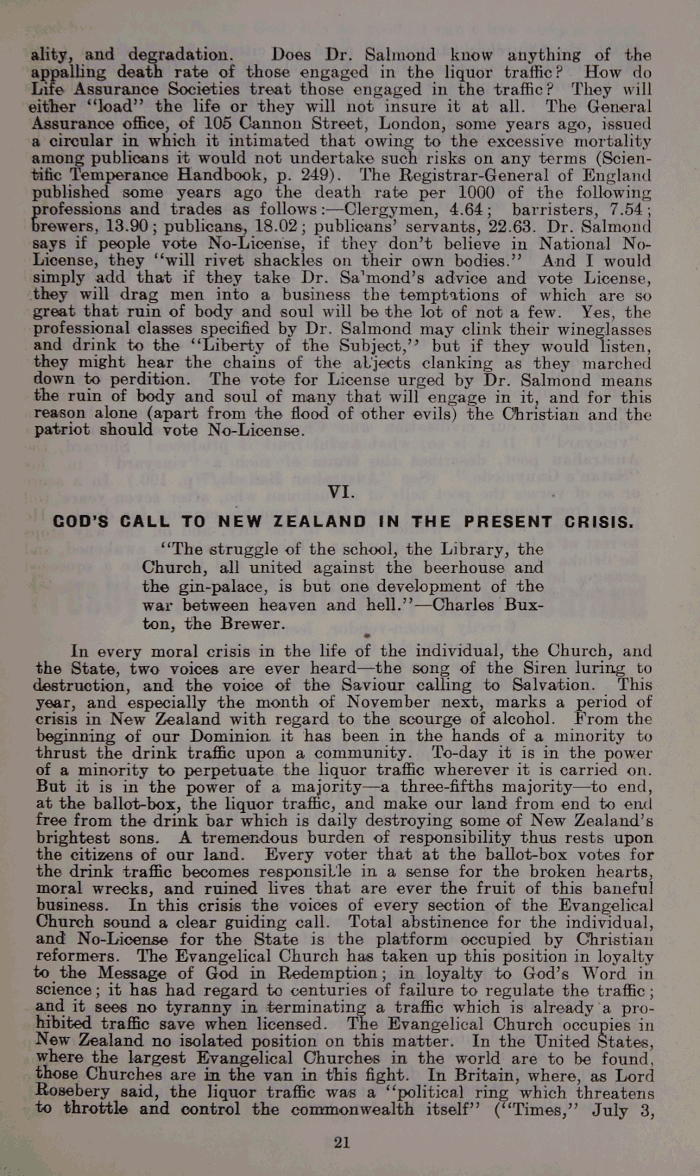 ality, and degradation. Does Dr. Salmond know anything of the
appalling death rate of those engaged in the liquor traffic? How do
Life Assurance Societies treat those engaged in the traffic? They will
either “load” the life or they will not insure it at all. The General
Assurance office, of 105 Cannon Street, London, some years ago, issued
a circular in which it intimated that owing to the excessive mortality
among publicans it would not undertake such risks on any terms (Scien-
tific Temperance Handbook, p. 249). The Registrar-General of England
published some years ago the death rate per 1000 of the following
professions and trades as follows:—Clergymen, 4.64; barristers, 7.54;
brewers, 13.90; publicans, 18.02; publicans’ servants, 22.63. Dr. Salmond
says if people vote No-License, if they don’t believe in National No-
License, they “will rivet shackles on their own bodies.” And I would
simply add that if they take Dr. Sa’mond’s advice and vote License,
they will drag men into a business the temptations of which are so
great that ruin of body and soul will be the lot of not a few. Yes, the
professional classes specified by Dr. Salmond may clink their wineglasses
and drink to the “Liberty of the Subject,” but if they would listen,
they might hear the chains of the abjects clanking as they marched
down to perdition. The vote for License urged by Dr. Salmond means
the ruin of body and soul of many that will engage in it, and for this
reason alone (apart from the flood of other evils) the Christian and the
patriot should vote No-License.
VI.
GOD’S CALL TO NEW ZEALAND IN THE PRESENT CRISIS.
“The struggle of the school, the Library, the
Church, all united against the beerhouse and
the gin-palace, is but one development of the
war between heaven and hell.”—Charles Bux-
ton, the Brewer.
In every moral crisis in the life of the individual, the Church, and
the State, two voices are ever heard—the song of the Siren luring to
destruction, and the voice of the Saviour calling to Salvation. This
year, and especially the month of November next, marks a period of
crisis in New Zealand with regard to the scourge of alcohol. From the
beginning of our Dominion it has been in the hands of a minority to
thrust the drink traffic upon a community. To-day it is in the power
of a minority to perpetuate the liquor traffic wherever it is carried on.
But it is in the power of a majority—a three-fifths majority—to end,
at the ballot-box, the liquor traffic, and make our land from end to end
free from the drink bar which is daily destroying some of New Zealand’s
brightest sons. A tremendous burden of responsibility thus rests upon
the citizens of our land. Every voter that at the ballot-box votes for
the drink traffic becomes responsible in a sense for the broken hearts,
moral wrecks, and ruined lives that are ever the fruit of this baneful
business. In this crisis the voices of every section of the Evangelical
Church sound a clear guiding call. Total abstinence for the individual,
and No-License for the State is the platform occupied by Christian
reformers. The Evangelical Church has taken up this position in loyalty
to the Message of God in Redemption; in loyalty to God’s Word in
science; it has had regard to centuries of failure to regulate the traffic;
and it sees no tyranny in terminating a traffic which is already a pro-
hibited traffic save when licensed. The Evangelical Church occupies in
New Zealand no isolated position on this matter. In the United States,
where the largest Evangelical Churches in the world are to be found,
those Churches are in the van in this fight. In Britain, where, as Lord
Rosebery said, the liquor traffic was a “political ring which threatens
to throttle and control the commonwealth itself” (“Times,” July 3,
21